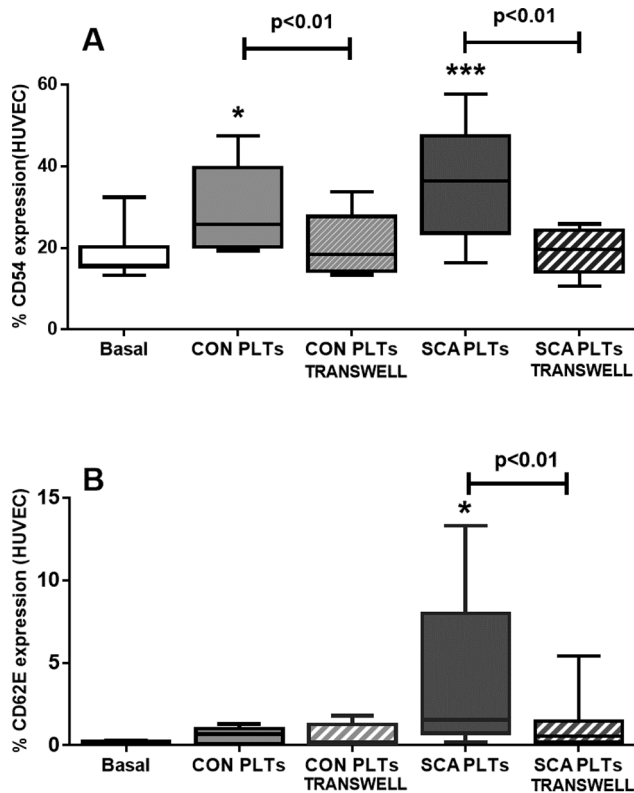 A
p<0.01
p<0.01
*
***
% CD54 expression(HUVEC)
60
40
20
0
Basal
CON PLTs
CON PLTs
TRANSWELL
SCA PLTs
SCA PLTs
TRANSWELL
B
p<0.01
*
% CD62E expression (HUVEC)
15
10
5
0
Basal
CON PLTs
CON PLTs
TRANSWELL
SCA PLTs
SCA PLTs
TRANSWELL